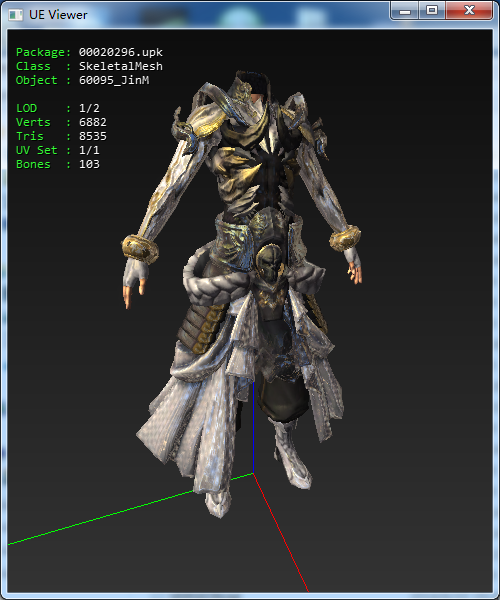 UE Viewer
Package: 00020296.upk
Class  : SkeletalMesh
Object : 60095_JinM
LOD    : 1/2
Verts  : 6882
Tris   : 8535
UV Set : 1/1
Bones  : 103